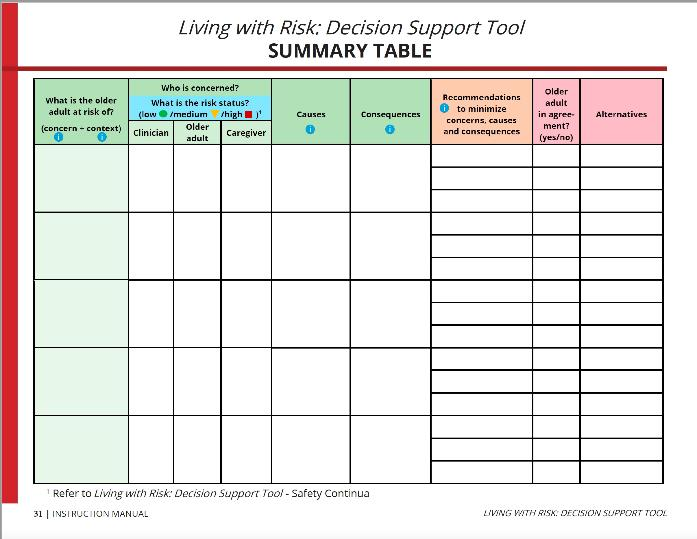 Living with Risk: Decision Support Tool
SUMMARY TABLE
What is the older
adult at risk of?
(concern + context)
Who is concerned?
What is the risk status?
(low /medium /high )¹
Clinician
Older
adult
Caregiver
Causes
Consequences
Recommendations
to minimize
concerns, causes
and consequences
Older
adult
in agree-
ment?
(yes/no)
Alternatives
¹ Refer to Living with Risk: Decision Support Tool - Safety Continua
31 | INSTRUCTION MANUAL
LIVING WITH RISK: DECISION SUPPORT TOOL